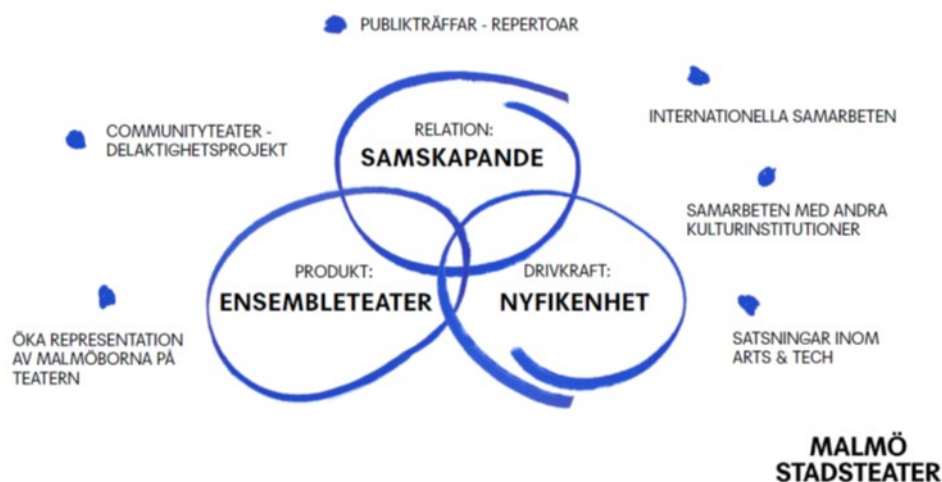 PUBLIKTRÄFFAR - REPERTOAR
INTERNATIONELLA SAMARBETEN
COMMUNITYTEATER -
DELAKTIGHETSPROJEKT
RELATION:
SAMSKAPANDE
SAMARBETEN MED ANDRA
KULTURINSTITUTIONER
PRODUKT:
ENSEMBLETEATER
DRIVKRAFT:
NYFIKENHET
ÖKA REPRESENTATION
AV MALMÖBORNA PÅ
TEATERN
SATSNINGAR INOM
ARTS & TECH
MALMÖ
STADSTEATER